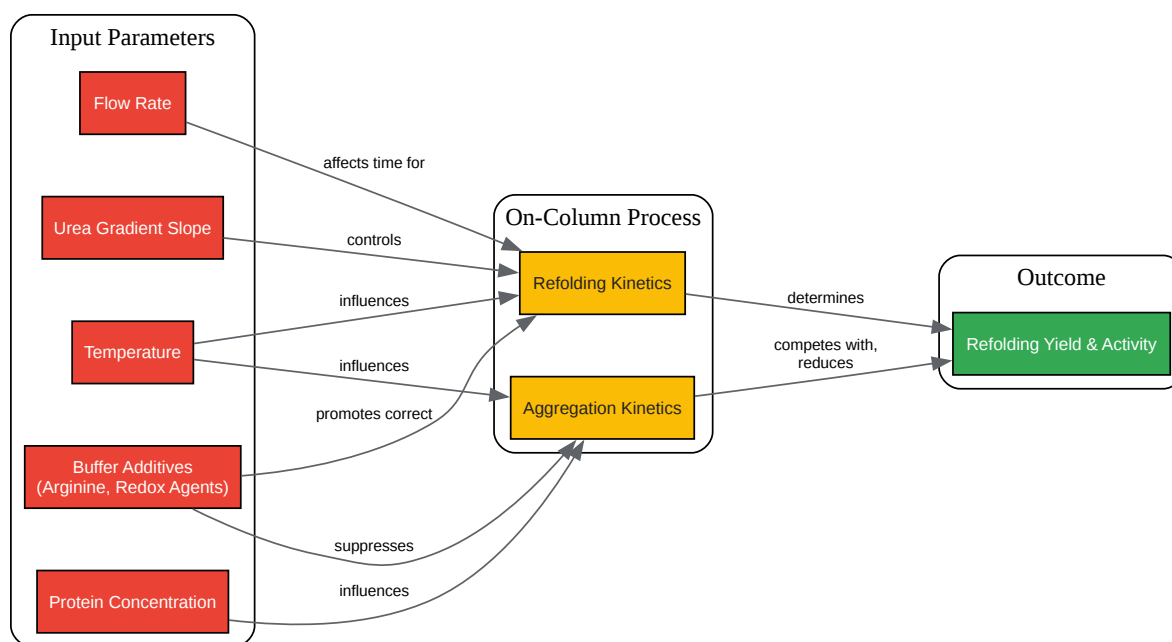 Input Parameters
Flow Rate
affects time for
Urea Gradient Slope
controls
Temperature
influences
influences
promotes correct
Buffer Additives
(Arginine, Redox Agents)
suppresses
Protein Concentration
influences
On-Column Process
Refolding Kinetics
Aggregation Kinetics
determines
competes with,
reduces
Outcome
Refolding Yield & Activity